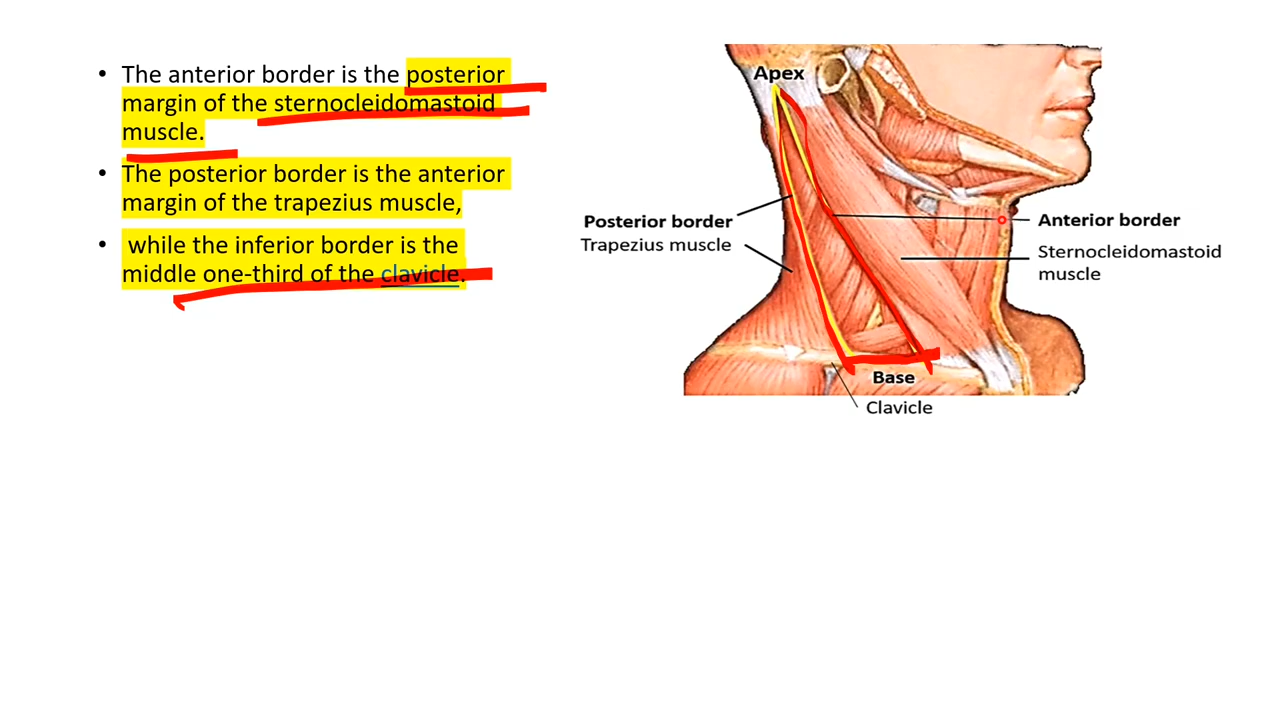 • The anterior border is the posterior
margin of the sternocleidomastoid
muscle.
• The posterior border is the anterior
margin of the trapezius muscle,
• while the inferior border is the
middle one-third of the clavicle.
Apex
Posterior border
Trapezius muscle
Anterior border
Sternocleidomastoid
muscle
Base
Clavicle